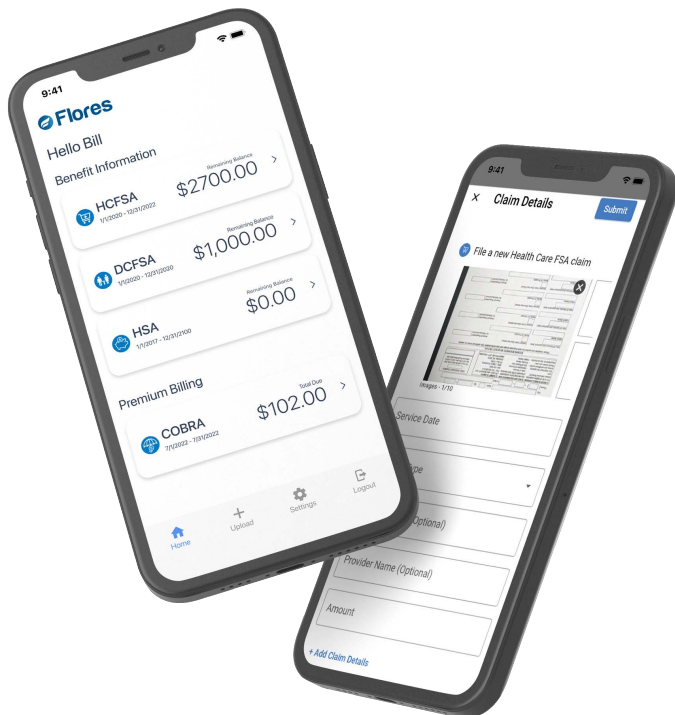 9:41
Flores
Hello Bill
Benefit Information
HCFSA
1/1/2020 - 12/31/2022
Remaining Balance
$2700.00
DCFSA
1/1/2020 - 12/31/2020
Remaining Balance
$1,000.00
HSA
1/1/2017 - 12/31/2100
Remaining Balance
$0.00
Premium Billing
COBRA
7/1/2022 - 7/31/2022
Total Due
$102.00
Home
Upload
Settings
Logout
9:41
Claim Details
Submit
File a new Health Care FSA claim
Images - 1/10
Service Date
Optional)
Provider Name (Optional)
Amount
+ Add Claim Details